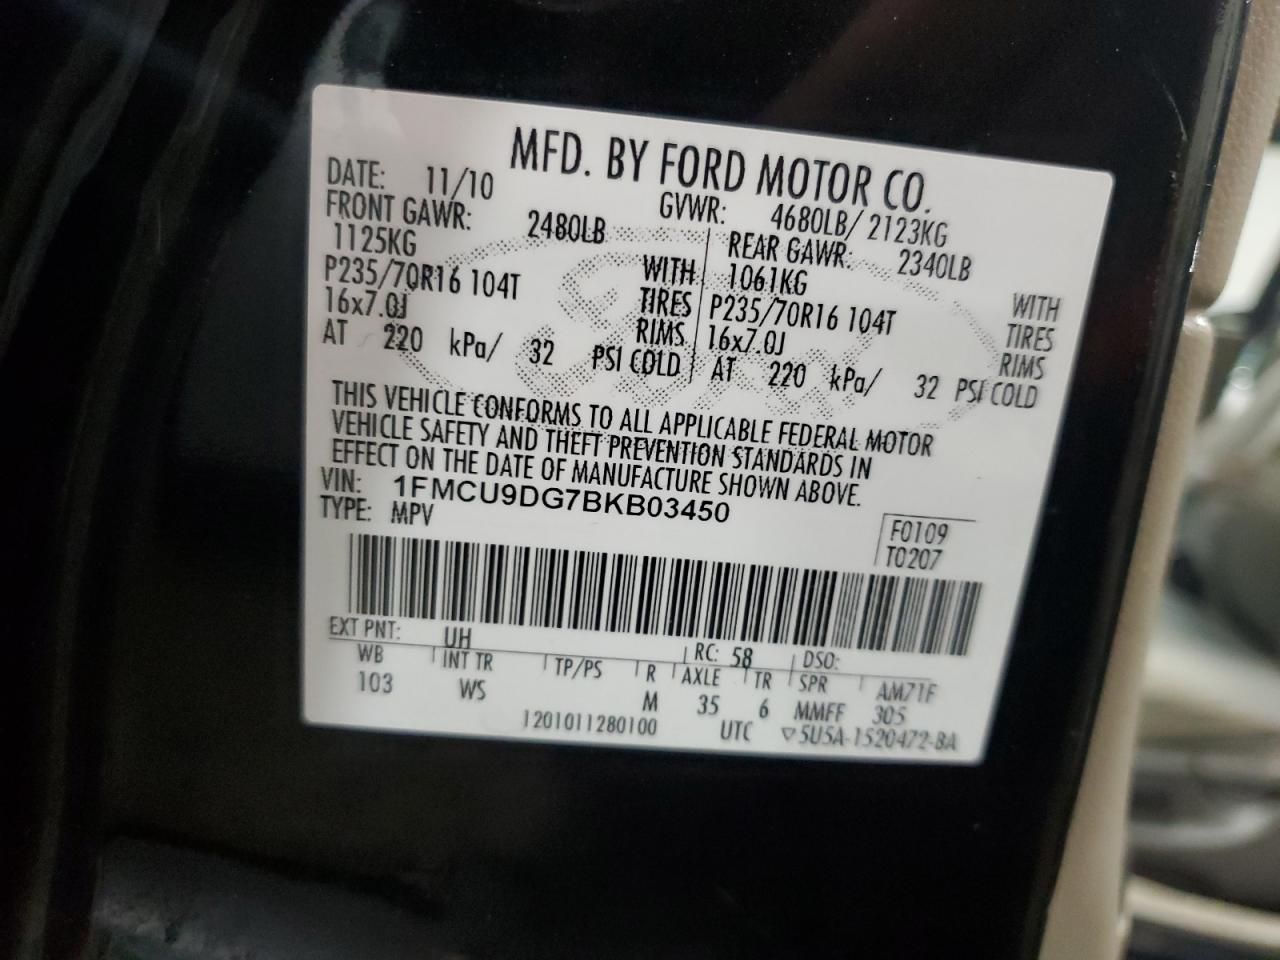 MFD. BY FORD MOTOR CO.
DATE: 11/10 GVWR: 4680LB/ 2123KG
FRONT GAWR: 2480LB REAR GAWR: 2340LB
1125KG WITH 1061KG WITH
P235/70R16 104T TIRES P235/70R16 104T TIRES
16x7.0J RIMS 16x7.0J RIMS
AT 220 kPa/ 32 PSI COLD AT 220 kPa/ 32 PSI COLD
THIS VEHICLE CONFORMS TO ALL APPLICABLE FEDERAL MOTOR
VEHICLE SAFETY AND THEFT PREVENTION STANDARDS IN
EFFECT ON THE DATE OF MANUFACTURE SHOWN ABOVE.
VIN: 1FMCU9DG7BKB03450
TYPE: MPV F0109
T0207
EXT PNT: UH RC: 58 DSO:
WB INT TR TP/PS R AXLE TR SPR AM71F
103 WS M 35 6 MMFF 305
1201011280100 UTC ▽5U5A-1520472-BA